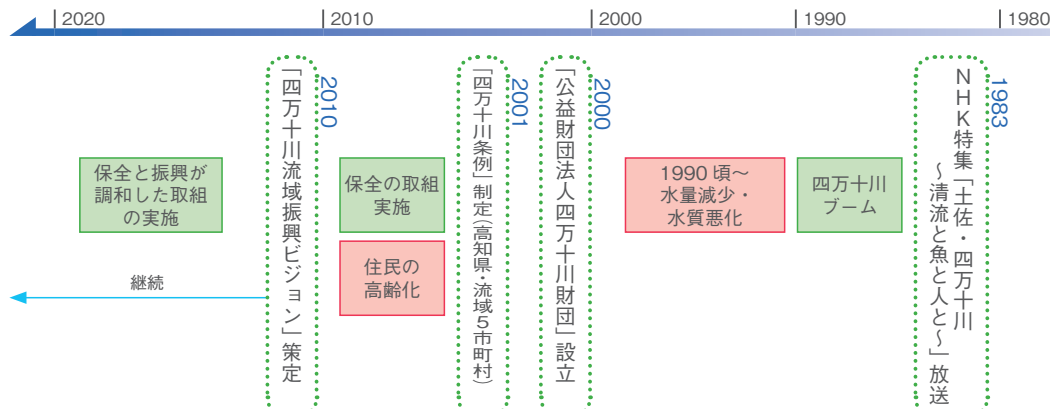 2020
2010
2000
1990
1980
1983
NHK特集「土佐・四万十川
～清流と魚と人と～」放送
四万十川
ブーム
1990頃～
水量減少・
水質悪化
2000
「公益財団法人四万十川財団」設立
2001
「四万十川条例」制定(高知県・流域5市町村)
保全の取組
実施
住民の
高齢化
2010
「四万十川流域振興ビジョン」策定
保全と振興が
調和した取組
の実施
継続